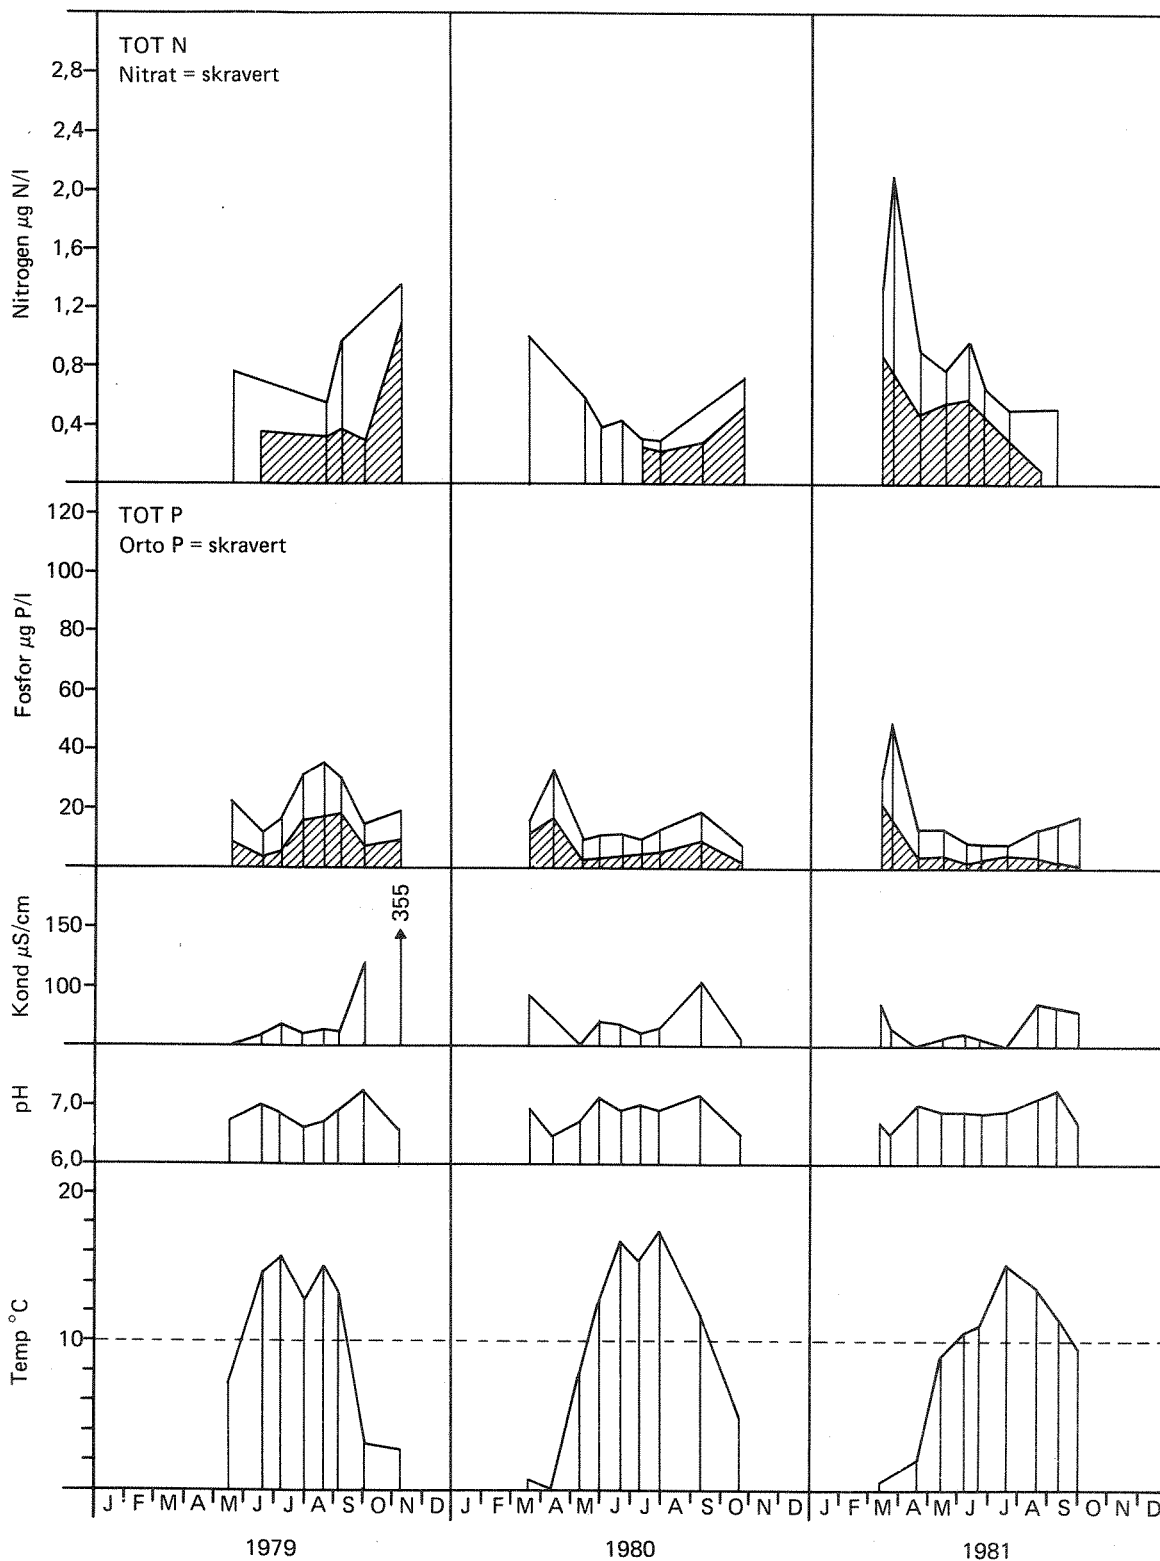 TOT N
Nitrat = skravert
Nitrogen µg N/l
2,8
2,4
2,0
1,6
1,2
0,8
0,4
TOT P
Orto P = skravert
Fosfor µg P/l
120
100
80
60
40
20
Kond µS/cm
150
100
355
pH
7,0
6,0
Temp °C
20
10
J F M A M J J A S O N D J F M A M J J A S O N D J F M A M J J A S O N D
1979 1980 1981